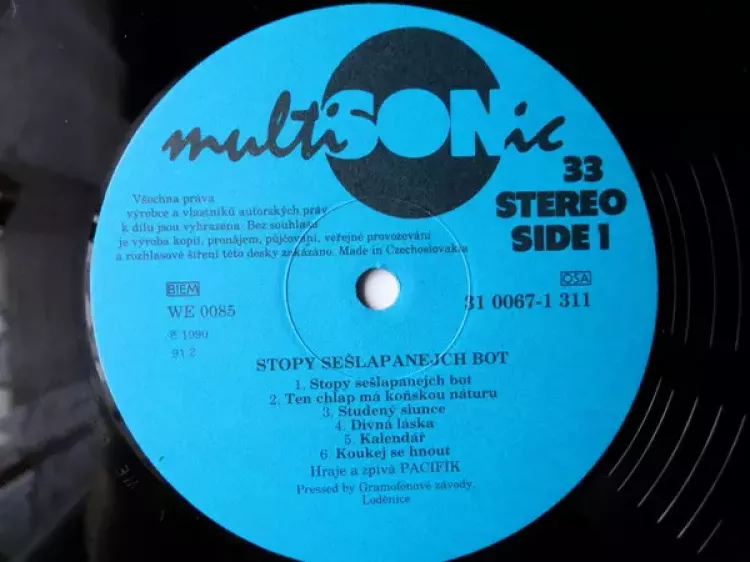 multiSONic
33
STEREO
SIDE 1
Všechna práva
výrobce a vlastníků autorských práv
k dílu jsou vyhrazena. Bez souhlasu
je výroba kopií, pronájem, půjčování, veřejné provozování
a rozhlasové šíření této desky zakázáno. Made in Czechoslovakia
BIEM
OSA
WE 0085
31 0067-1 311
℗ 1990
91 2
STOPY SEŠLAPANEJCH BOT
1. Stopy sešlapanejch bot
2. Ten chlap má koňskou náturu
3. Studený slunce
4. Divná láska
5. Kalendář
6. Koukej se hnout
Hraje a zpívá PACIFIK
Pressed by Gramofonové závody.
Loděnice